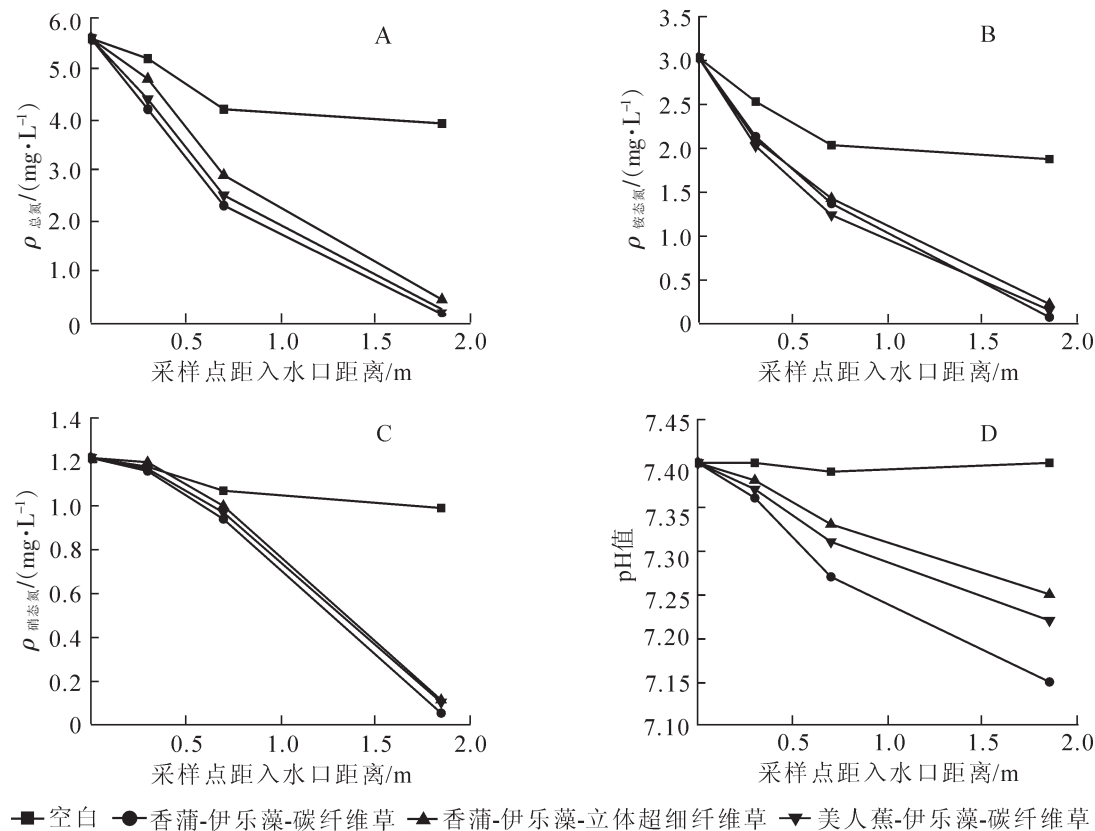 A
6.0
5.0
4.0
3.0
2.0
1.0
0
ρ 总氮/(mg·L⁻¹)
0.5 1.0 1.5 2.0
采样点距入水口距离/m
B
3.5
3.0
2.5
2.0
1.5
1.0
0.5
0
ρ 铵态氮/(mg·L⁻¹)
0.5 1.0 1.5 2.0
采样点距入水口距离/m
C
1.4
1.2
1.0
0.8
0.6
0.4
0.2
0
ρ 硝态氮/(mg·L⁻¹)
0.5 1.0 1.5 2.0
采样点距入水口距离/m
D
7.45
7.40
7.35
7.30
7.25
7.20
7.15
7.10
pH值
0.5 1.0 1.5 2.0
采样点距入水口距离/m
空白 香蒲-伊乐藻-碳纤维草 香蒲-伊乐藻-立体超细纤维草 美人蕉-伊乐藻-碳纤维草